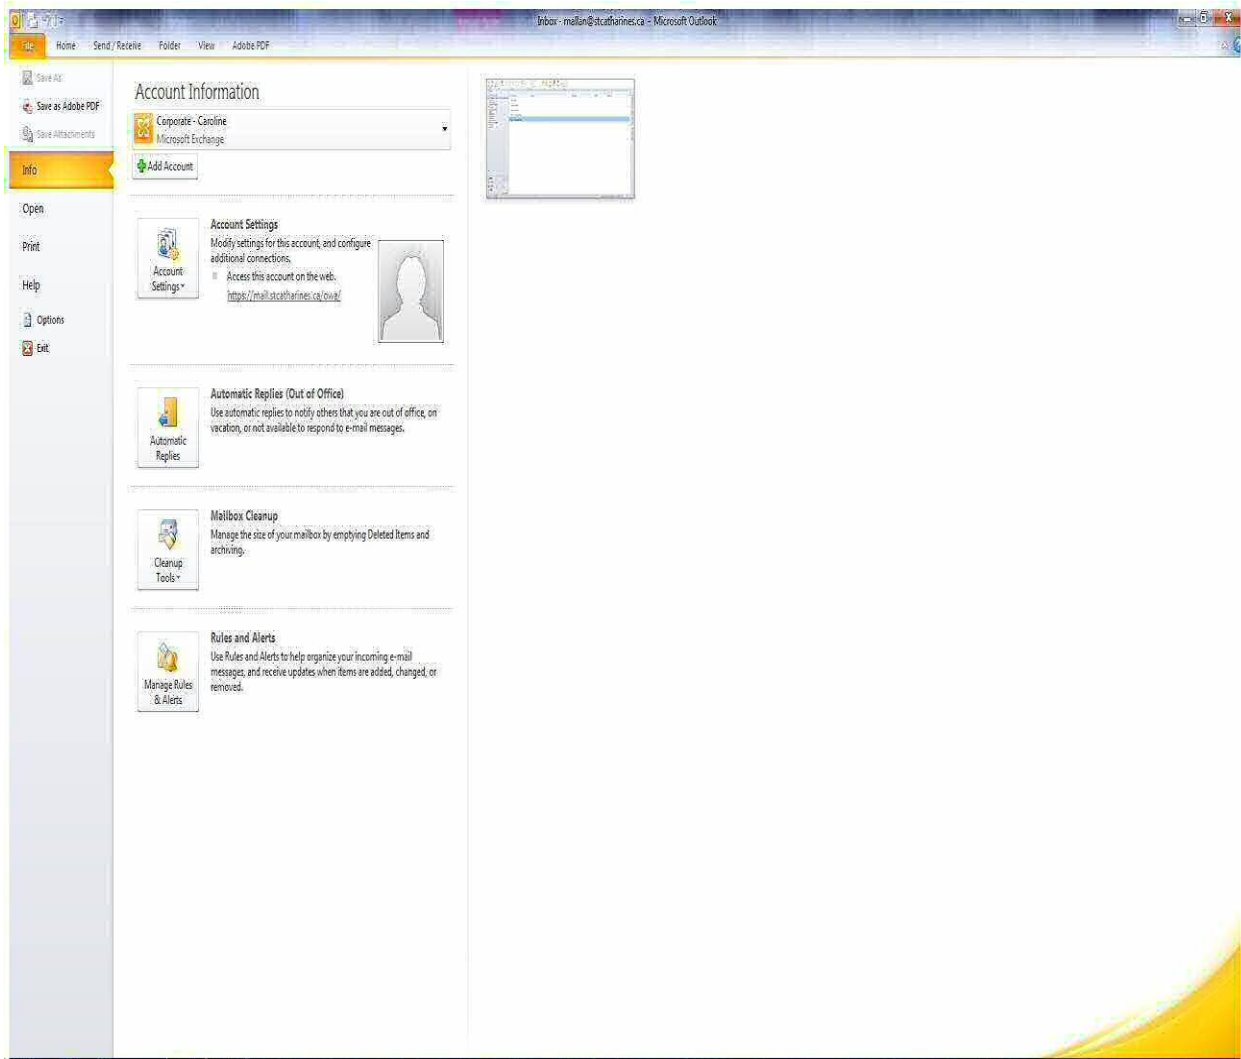 Inbox - mallan@stcatharines.ca - Microsoft Outlook
File Home Send / Receive Folder View Adobe PDF
Save As
Save as Adobe PDF
Save Attachments
Info
Open
Print
Help
Options
Exit
Account Information
Corporate - Caroline
Microsoft Exchange
Add Account
Account Settings
Account Settings
Modify settings for this account, and configure
additional connections.
Access this account on the web.
https://mail.stcatharines.ca/owa/
Automatic Replies
Automatic Replies (Out of Office)
Use automatic replies to notify others that you are out of office, on
vacation, or not available to respond to e-mail messages.
Cleanup Tools
Mailbox Cleanup
Manage the size of your mailbox by emptying Deleted Items and
archiving.
Manage Rules & Alerts
Rules and Alerts
Use Rules and Alerts to help organize your incoming e-mail
messages, and receive updates when items are added, changed, or
removed.